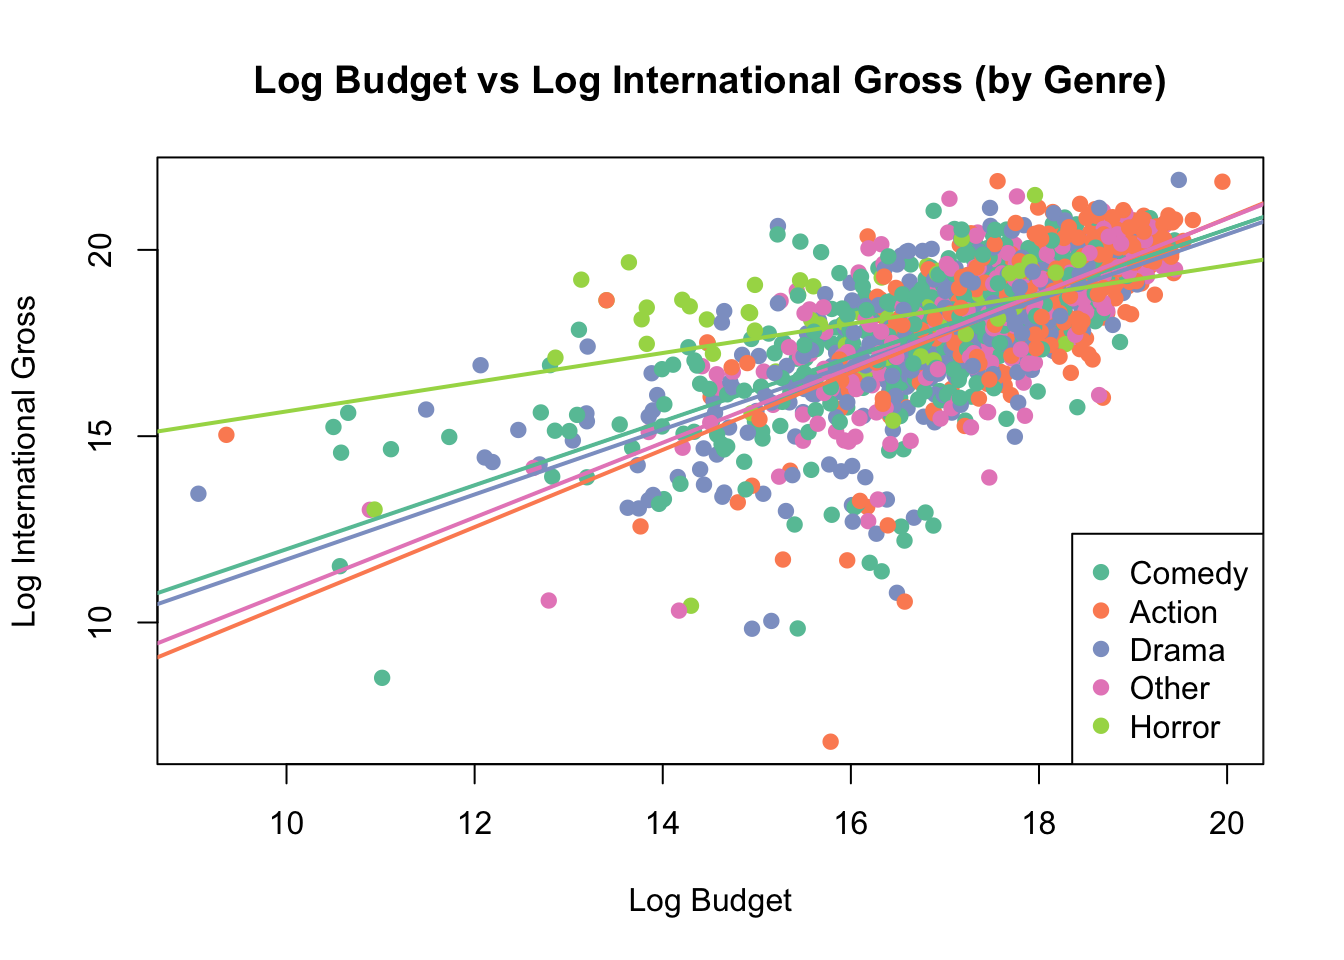 Log Budget vs Log International Gross (by Genre)
Log International Gross
20
15
10
Comedy
Action
Drama
Other
Horror
10 12 14 16 18 20
Log Budget